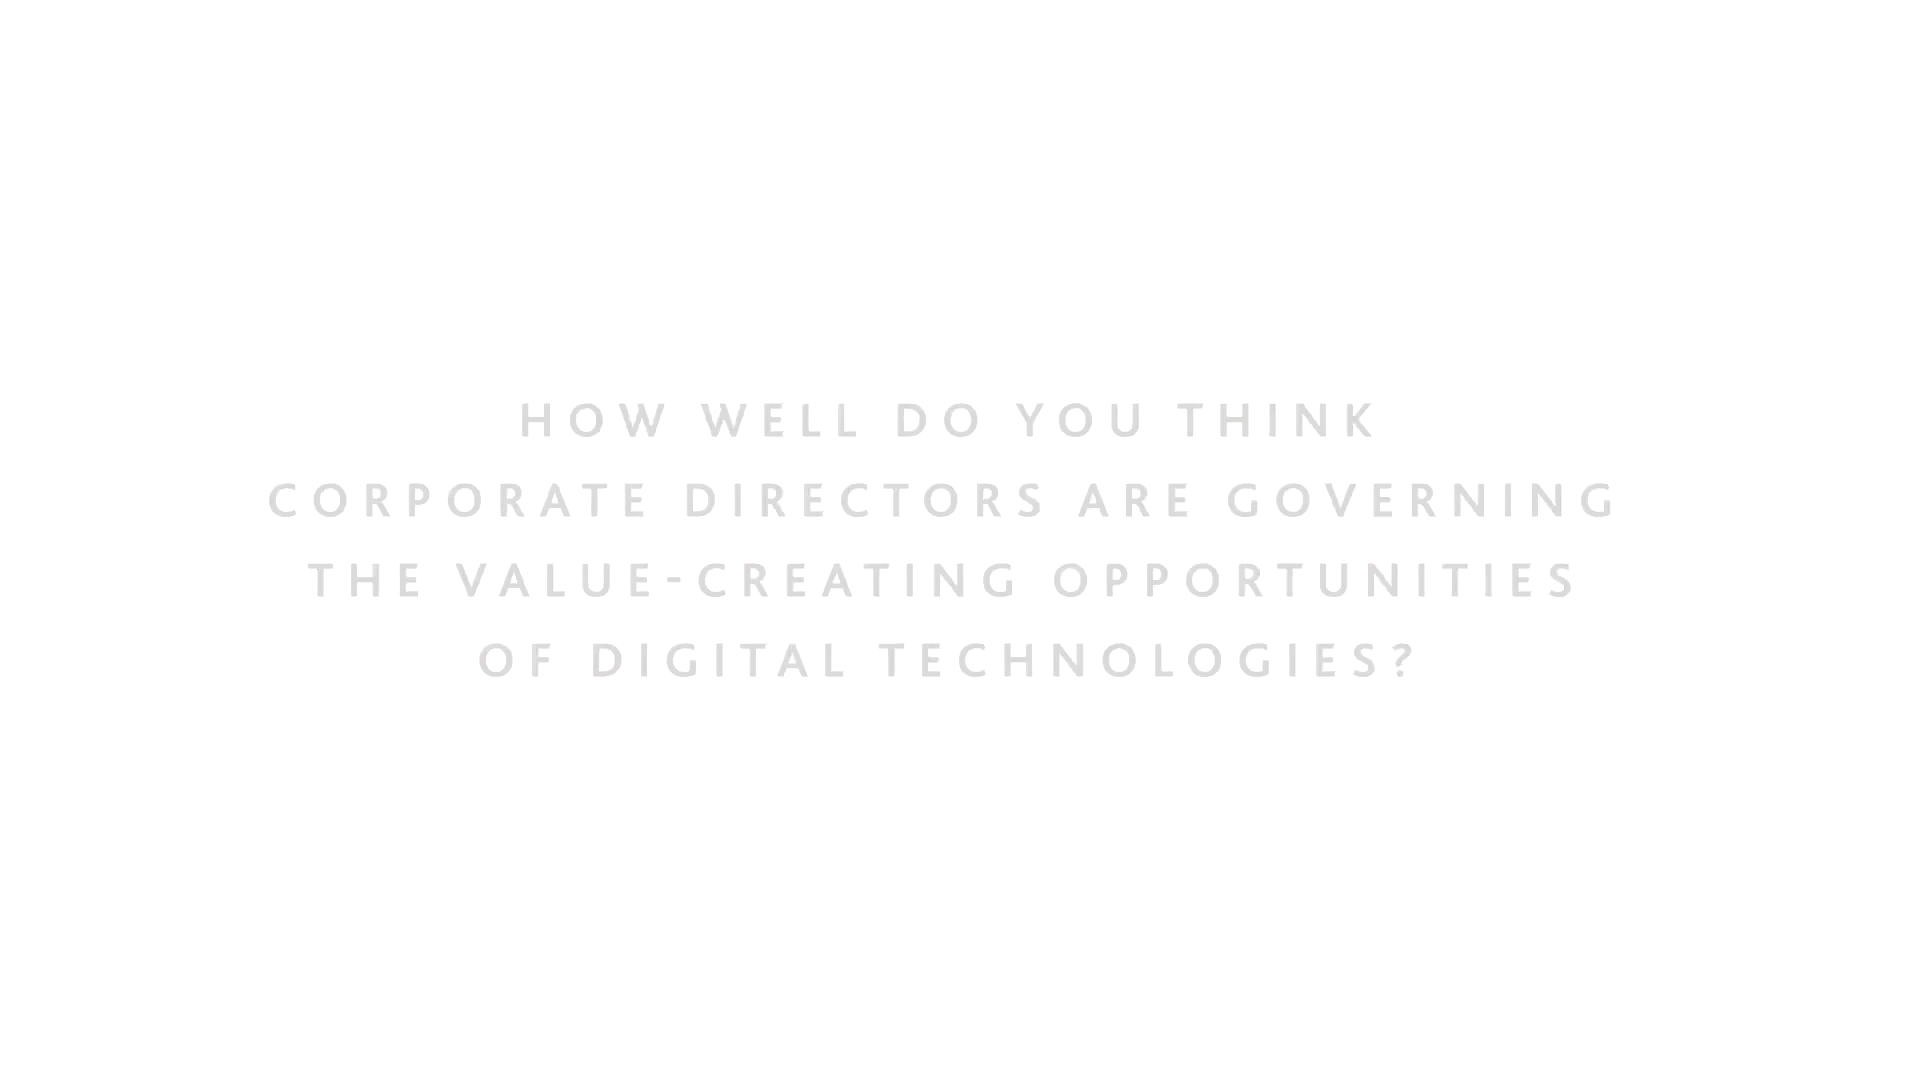 HOW WELL DO YOU THINK
CORPORATE DIRECTORS ARE GOVERNING
THE VALUE-CREATING OPPORTUNITIES
OF DIGITAL TECHNOLOGIES?